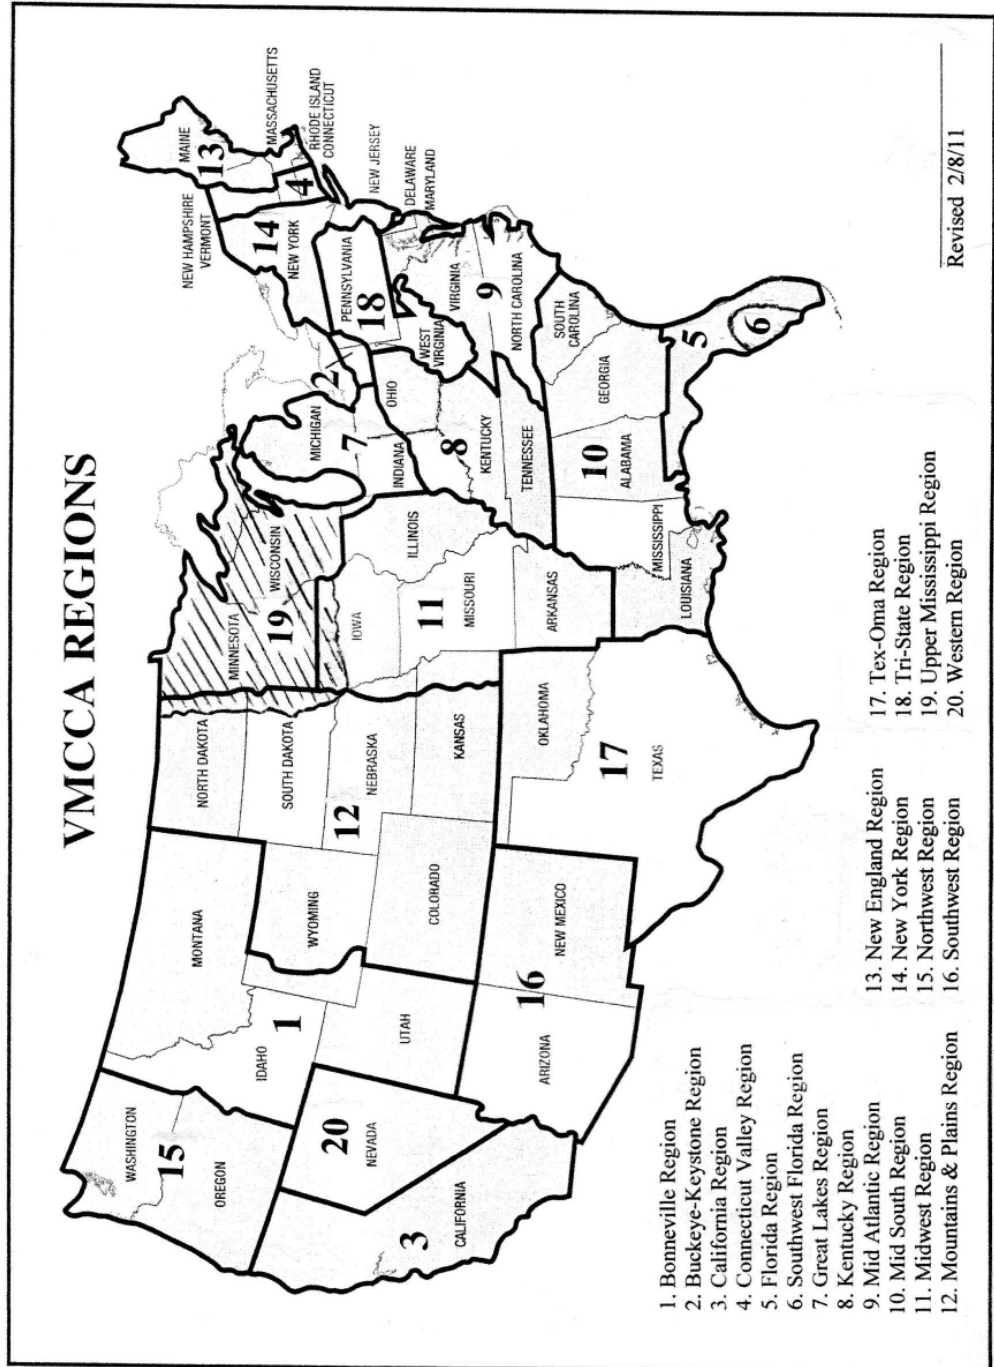 VMCCA REGIONS
WASHINGTON
15
OREGON
MONTANA
IDAHO
1
WYOMING
NORTH DAKOTA
SOUTH DAKOTA
12
NEBRASKA
KANSAS
COLORADO
UTAH
20
NEVADA
3
CALIFORNIA
ARIZONA
16
NEW MEXICO
OKLAHOMA
17
TEXAS
MINNESOTA
19
WISCONSIN
IOWA
11
MISSOURI
ILLINOIS
ARKANSAS
LOUISIANA
MISSISSIPPI
10
ALABAMA
GEORGIA
SOUTH
CAROLINA
5
6
TENNESSEE
8
KENTUCKY
INDIANA
7
MICHIGAN
OHIO
2
WEST
VIRGINIA
VIRGINIA
9
NORTH CAROLINA
PENNSYLVANIA
18
NEW YORK
14
NEW HAMPSHIRE
VERMONT
MAINE
13
4
MASSACHUSETTS
RHODE ISLAND
CONNECTICUT
NEW JERSEY
DELAWARE
MARYLAND
1. Bonneville Region
2. Buckeye-Keystone Region
3. California Region
4. Connecticut Valley Region
5. Florida Region
6. Southwest Florida Region
7. Great Lakes Region
8. Kentucky Region
9. Mid Atlantic Region
10. Mid South Region
11. Midwest Region
12. Mountains & Plains Region
13. New England Region
14. New York Region
15. Northwest Region
16. Southwest Region
17. Tex-Oma Region
18. Tri-State Region
19. Upper Mississippi Region
20. Western Region
Revised 2/8/11